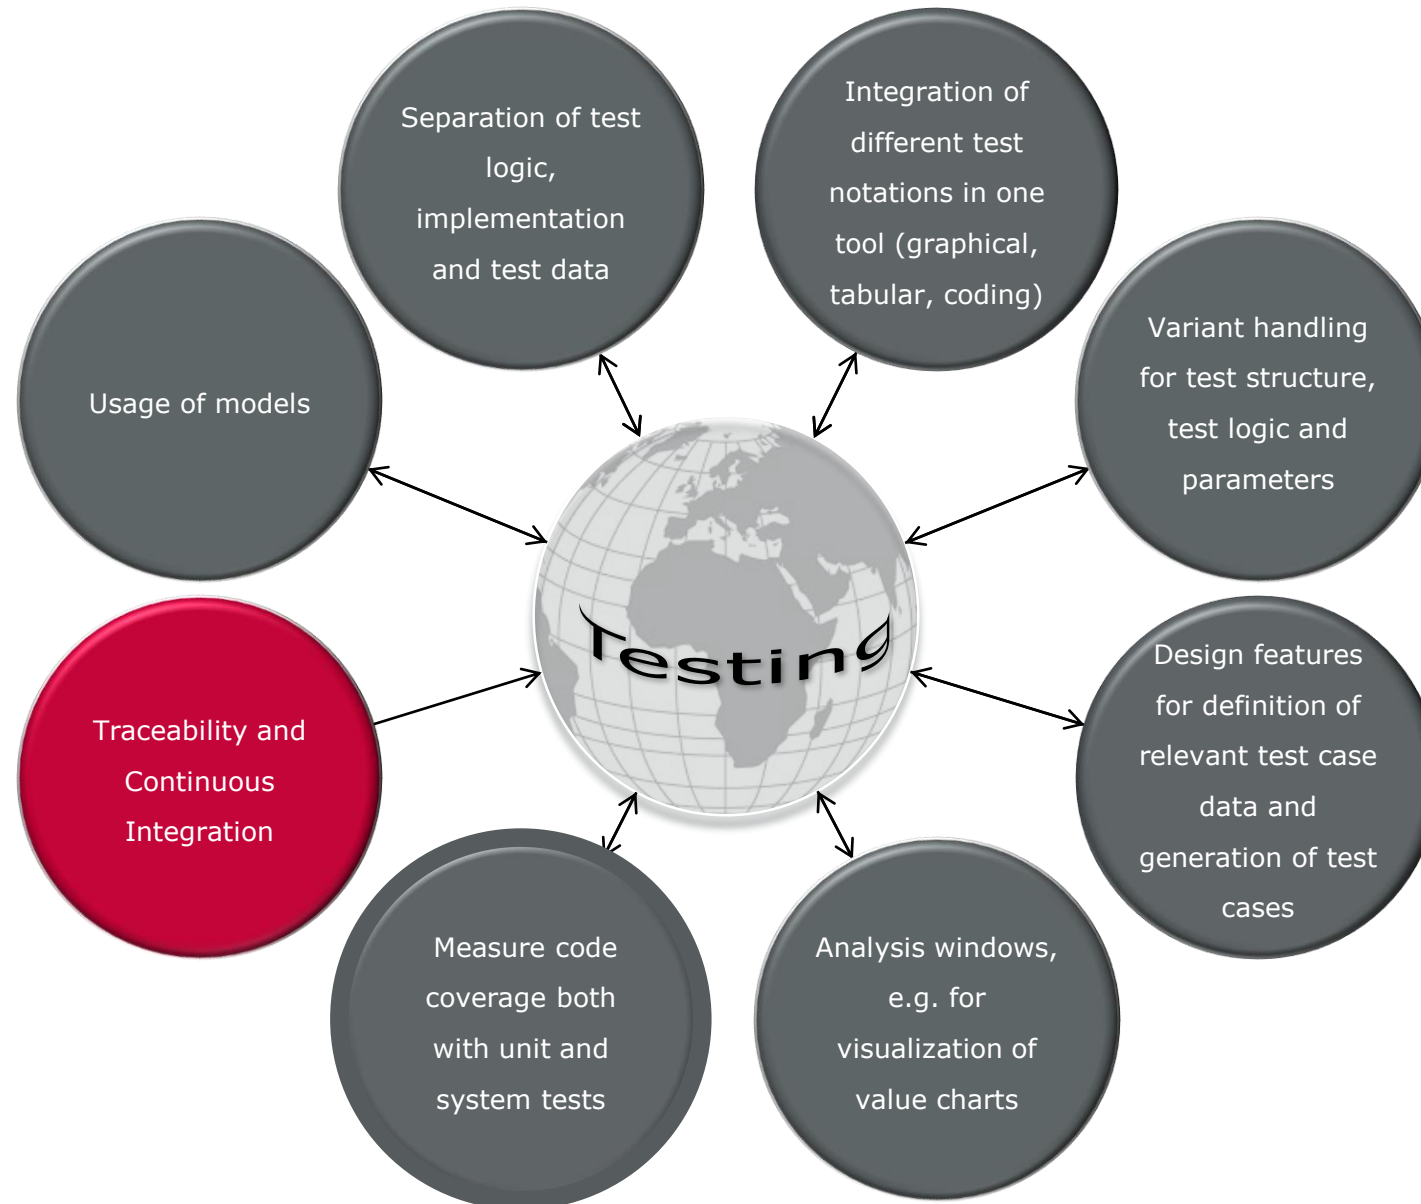 Separation of test
logic,
implementation
and test data
Integration of
different test
notations in one
tool (graphical,
tabular, coding)
Usage of models
Variant handling
for test structure,
test logic and
parameters
Testing
Traceability and
Continuous
Integration
Design features
for definition of
relevant test case
data and
generation of test
cases
Measure code
coverage both
with unit and
system tests
Analysis windows,
e.g. for
visualization of
value charts